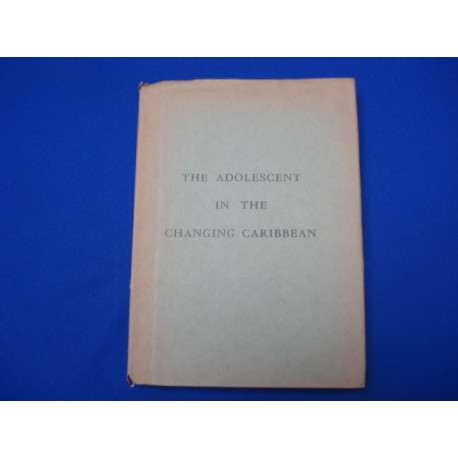 THE ADOLESCENT
IN THE
CHANGING CARIBBEAN